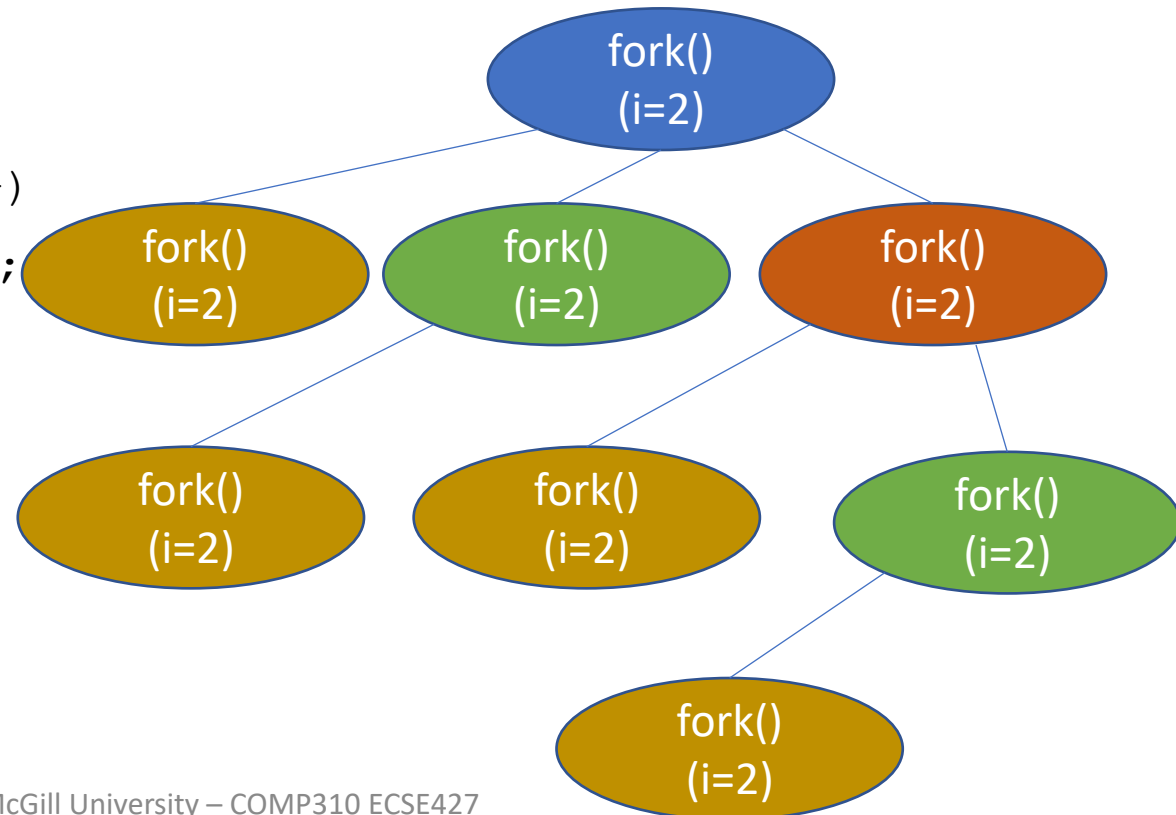 fork()
(i=2)
)
;
fork()
(i=2)
fork()
(i=2)
fork()
(i=2)
fork()
(i=2)
fork()
(i=2)
fork()
(i=2)
fork()
(i=2)
McGill University – COMP310 ECSE427